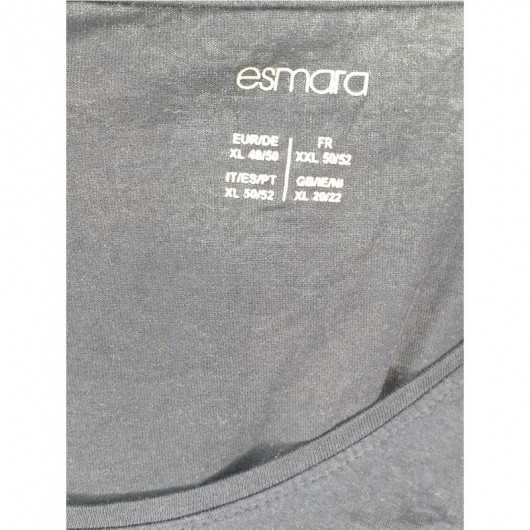 esmara
EUR/DE
XL 48/50
FR
XXL 50/52
IT/ES/PT
XL 50/52
GB/IE/NI
XL 20/22